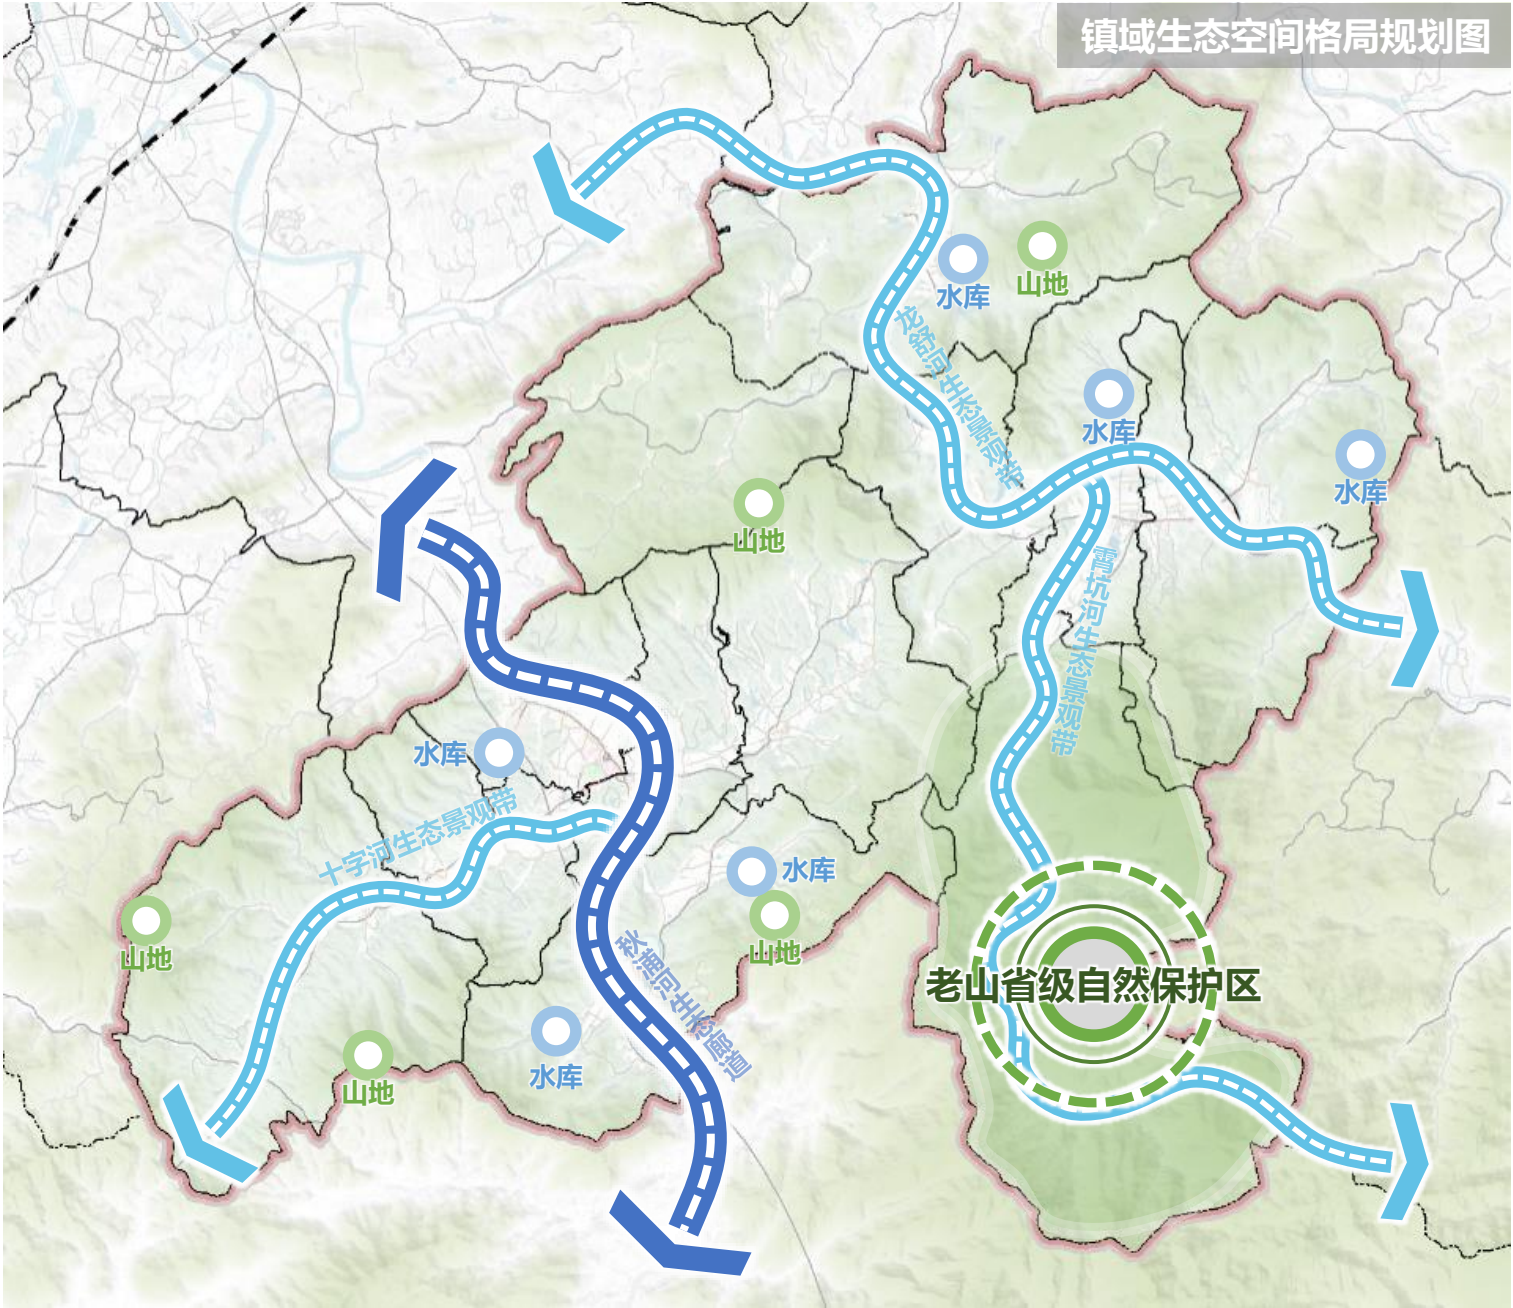 镇域生态空间格局规划图
水库
山地
龙舒河生态景观带
水库
水库
山地
霄坑河生态景观带
水库
十字河生态景观带
水库
山地
山地
秋浦河生态廊道
老山省级自然保护区
水库
山地